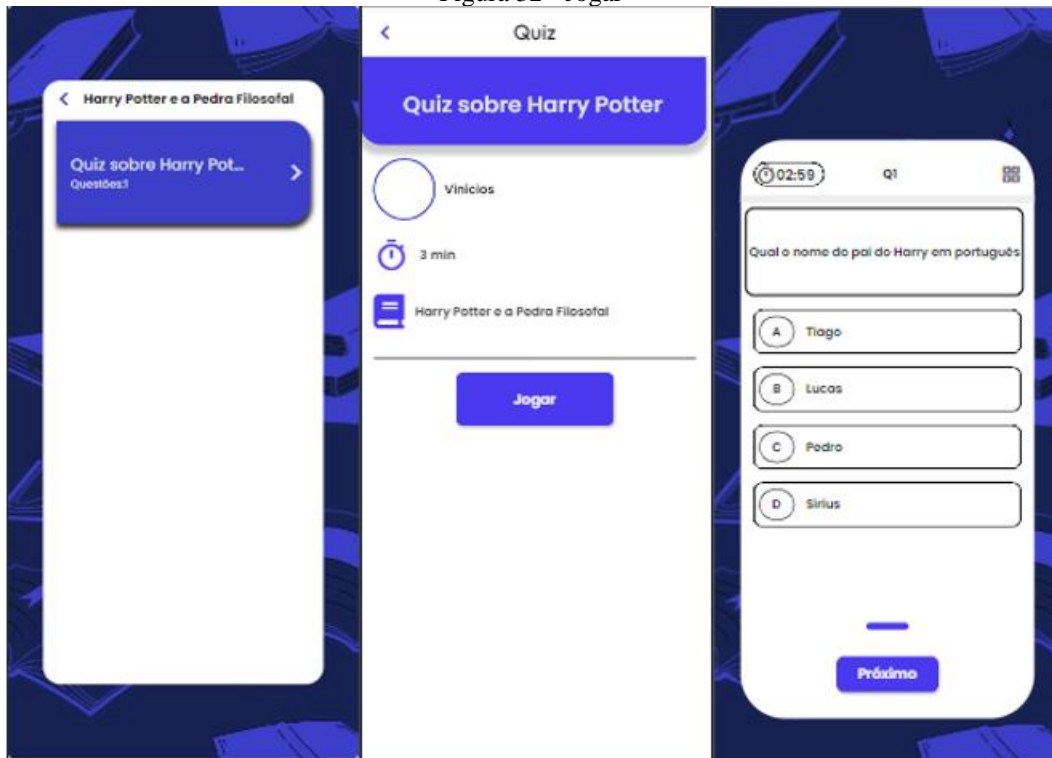 Harry Potter e a Pedra Filosofal
Quiz sobre Harry Pot...
Questões:1
Quiz
Quiz sobre Harry Potter
Vinicios
3 min
Harry Potter e a Pedra Filosofal
Jogar
02:59
Q1
Qual o nome do pai do Harry em português
A Tiago
B Lucas
C Pedro
D Sirius
Próximo